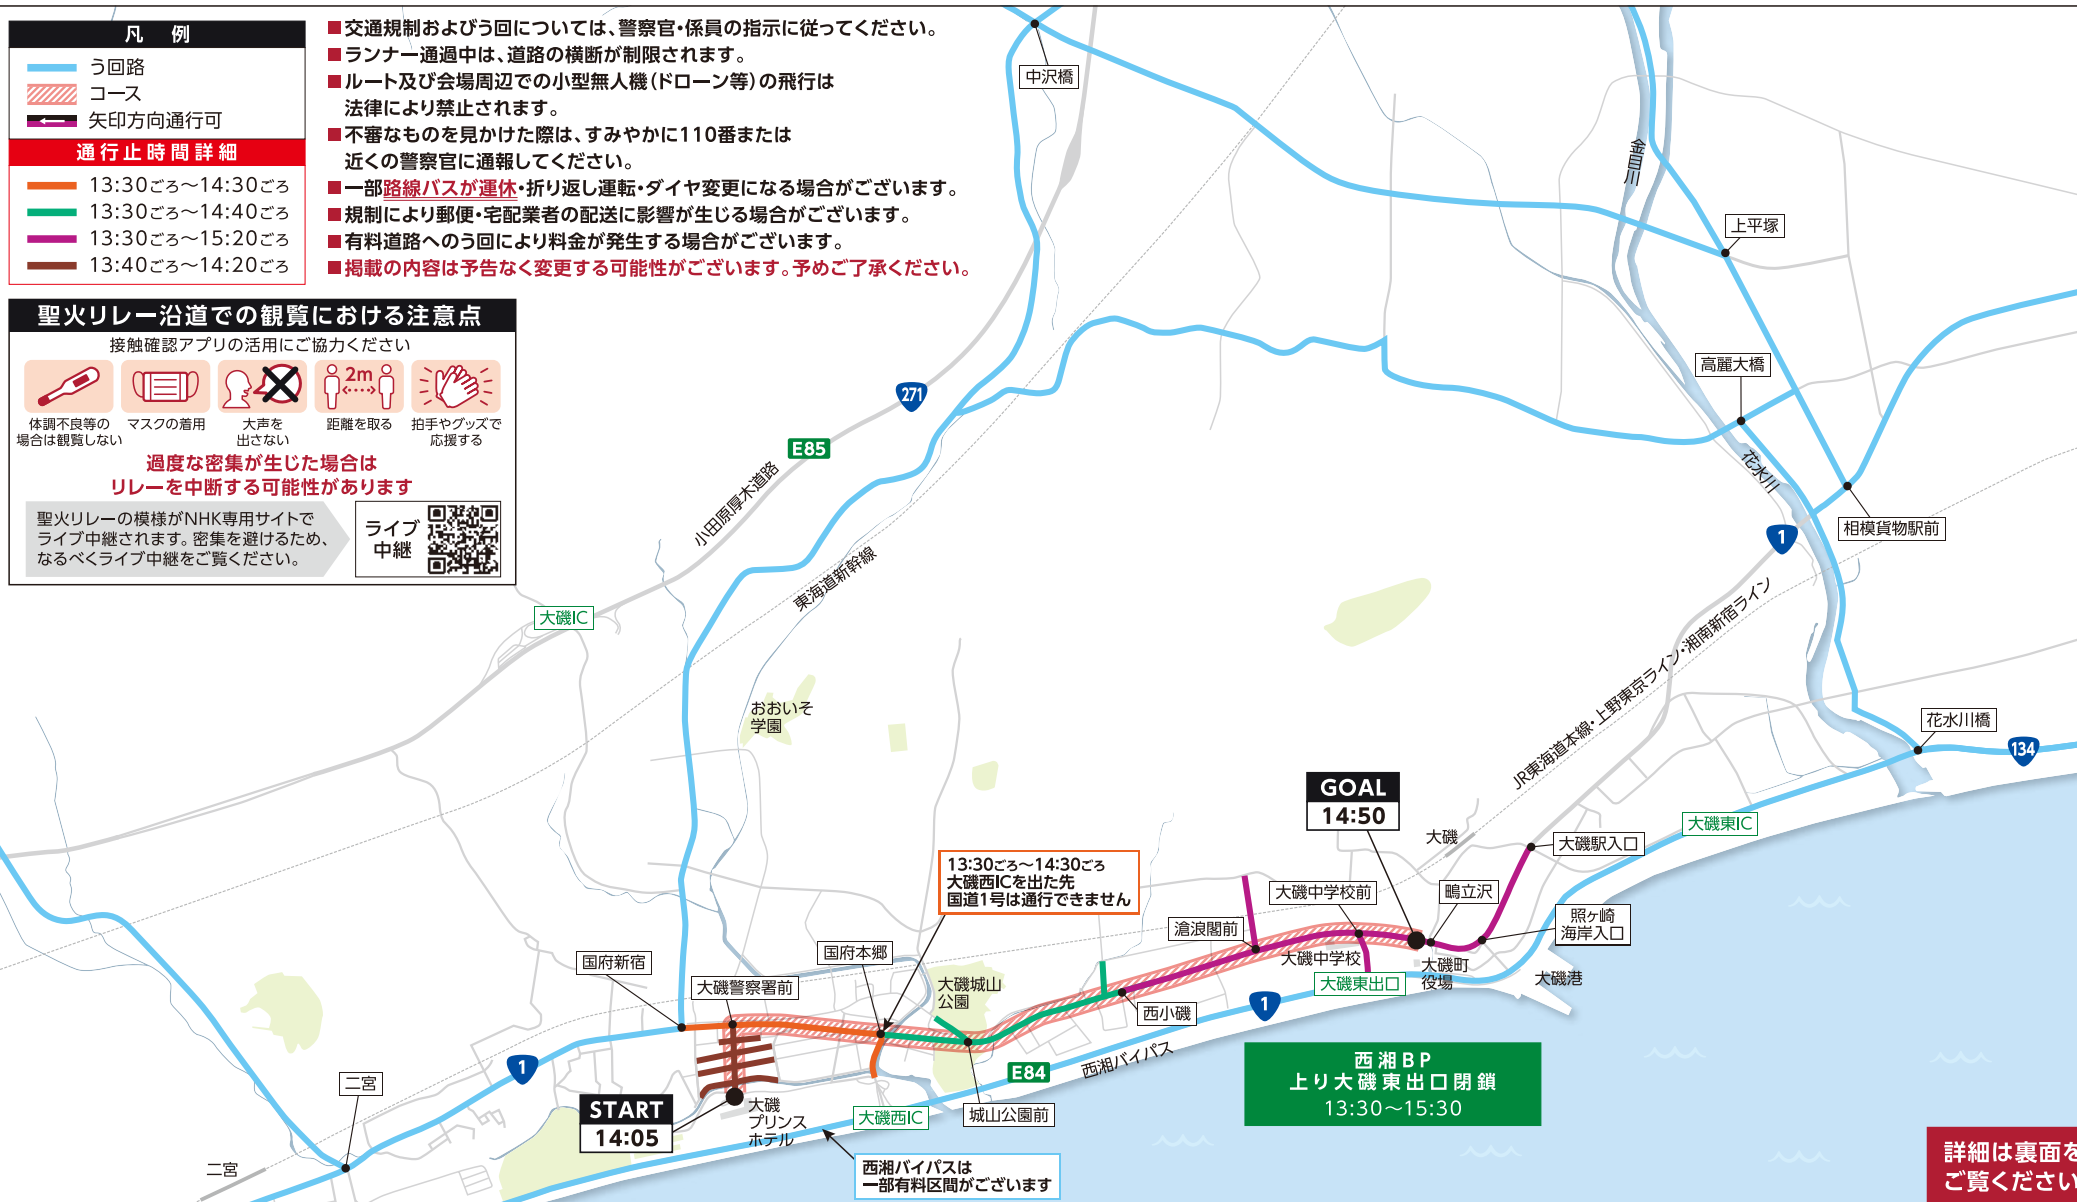 凡 例
う回路
コース
矢印方向通行可
通行止時間詳細
13:30ごろ〜14:30ごろ
13:30ごろ〜14:40ごろ
13:30ごろ〜15:20ごろ
13:40ごろ〜14:20ごろ
■交通規制およびう回については、警察官・係員の指示に従ってください。
■ランナー通過中は、道路の横断が制限されます。
■ルート及び会場周辺での小型無人機(ドローン等)の飛行は
法律により禁止されます。
■不審なものを見かけた際は、すみやかに110番または
近くの警察官に通報してください。
■一部路線バスが運休・折り返し運転・ダイヤ変更になる場合がございます。
■規制により郵便・宅配業者の配送に影響が生じる場合がございます。
■有料道路へのう回により料金が発生する場合がございます。
■掲載の内容は予告なく変更する可能性がございます。予めご了承ください。
聖火リレー沿道での観覧における注意点
接触確認アプリの活用にご協力ください
2m
体調不良等の
場合は観覧しない
マスクの着用
大声を
出さない
距離を取る
拍手やグッズで
応援する
過度な密集が生じた場合は
リレーを中断する可能性があります
聖火リレーの模様がNHK専用サイトで
ライブ中継されます。密集を避けるため、
なるべくライブ中継をご覧ください。
ライブ
中継
中沢橋
金目川
上平塚
高麗大橋
271
E85
小田原厚木道路
花水川
相模貨物駅前
1
東海道新幹線
大磯IC
JR東海道本線・上野東京ライン・湘南新宿ライン
おおいそ
学園
花水川橋
134
GOAL
14:50
大磯
大磯東IC
大磯駅入口
13:30ごろ〜14:30ごろ
大磯西ICを出た先
国道1号は通行できません
大磯中学校前
鴫立沢
照ヶ崎
海岸入口
滄浪閣前
国府本郷
国府新宿
大磯中学校
大磯町
役場
大磯港
大磯警察署前
大磯城山
公園
大磯東出口
西小磯
1
西湘バイパス
E84
西湘BP
上り大磯東出口閉鎖
13:30〜15:30
1
二宮
START
14:05
大磯
プリンス
ホテル
大磯西IC
城山公園前
二宮
西湘バイパスは
一部有料区間がございます
詳細は裏面を
ご覧ください